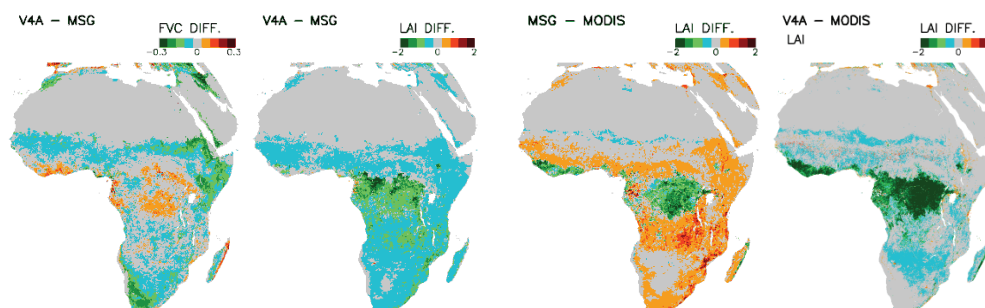 V4A – MSG
FVC DIFF.
−0.3 0 0.3
V4A – MSG
LAI DIFF.
−2 0 2
MSG – MODIS
LAI DIFF.
−2 0 2
V4A – MODIS
LAI
LAI DIFF.
−2 0 2